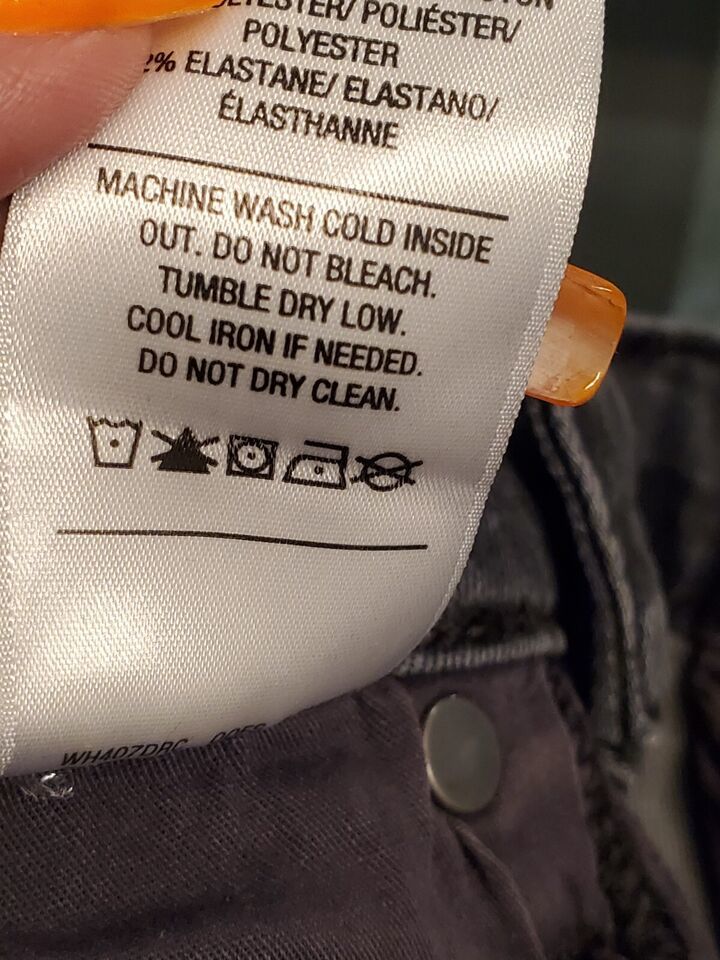 POLIÉSTER/
POLYESTER
2% ELASTANE/ ELASTANO/
ÉLASTHANNE
MACHINE WASH COLD INSIDE
OUT. DO NOT BLEACH.
TUMBLE DRY LOW.
COOL IRON IF NEEDED.
DO NOT DRY CLEAN.